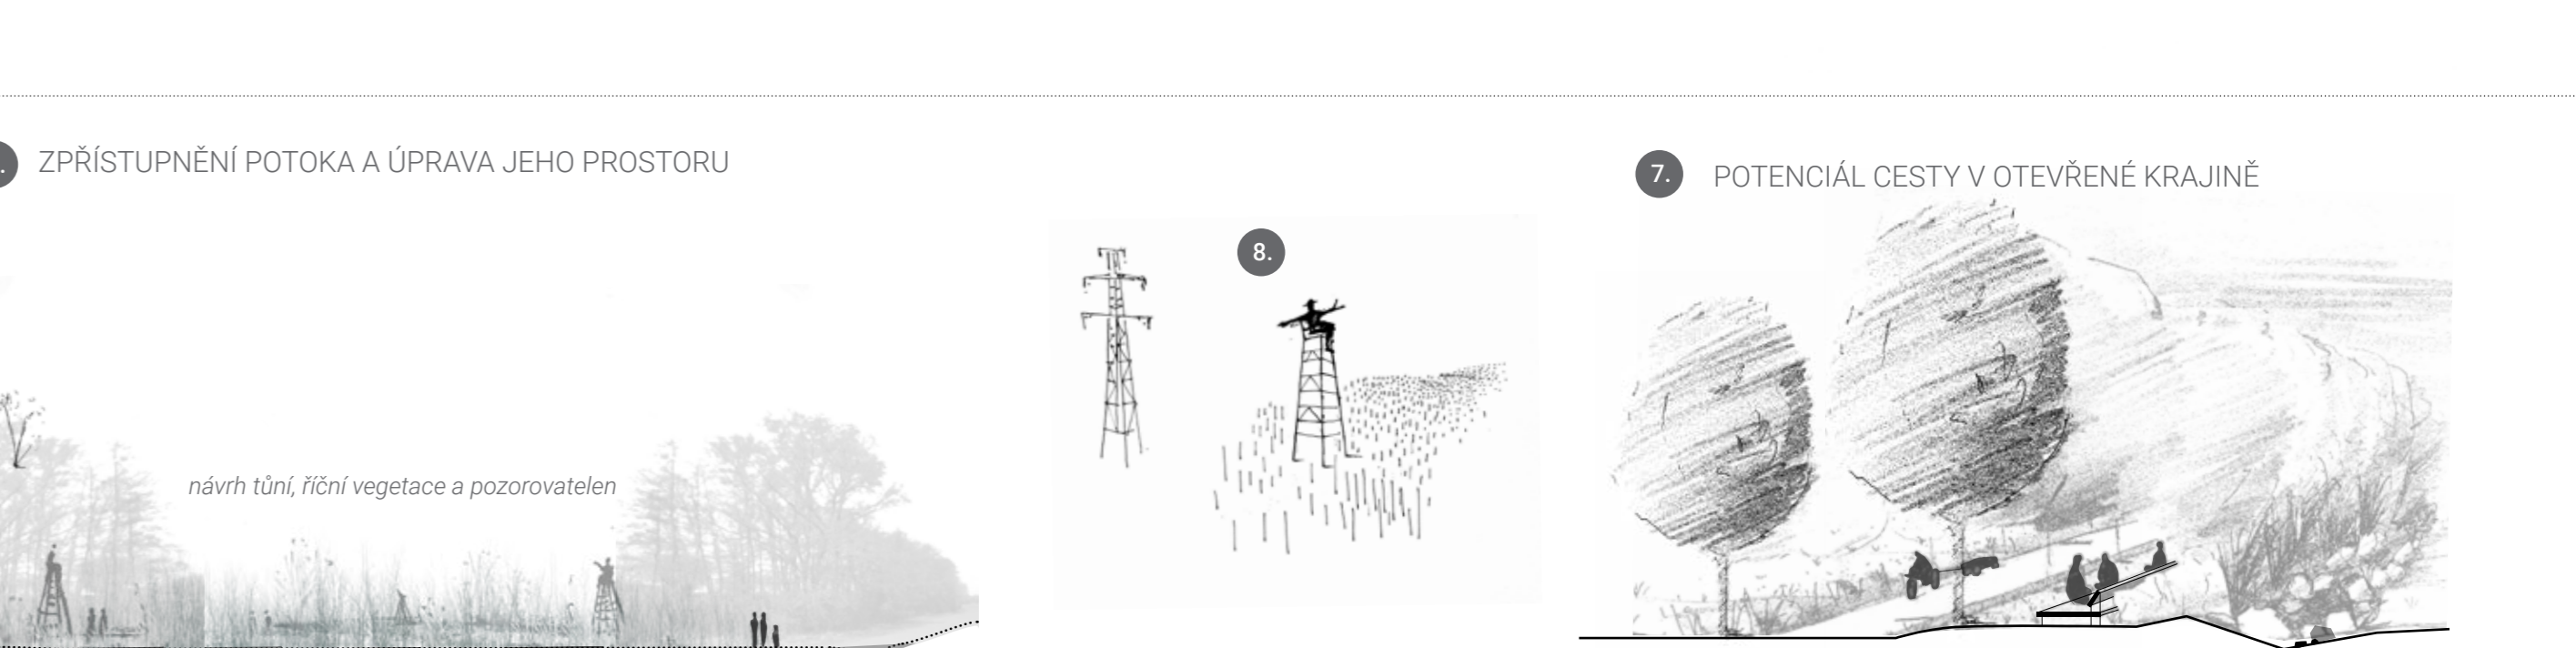 . ZPŘÍSTUPNĚNÍ POTOKA A ÚPRAVA JEHO PROSTORU
návrh tůní, říční vegetace a pozorovatelen
8.
7. POTENCIÁL CESTY V OTEVŘENÉ KRAJINĚ